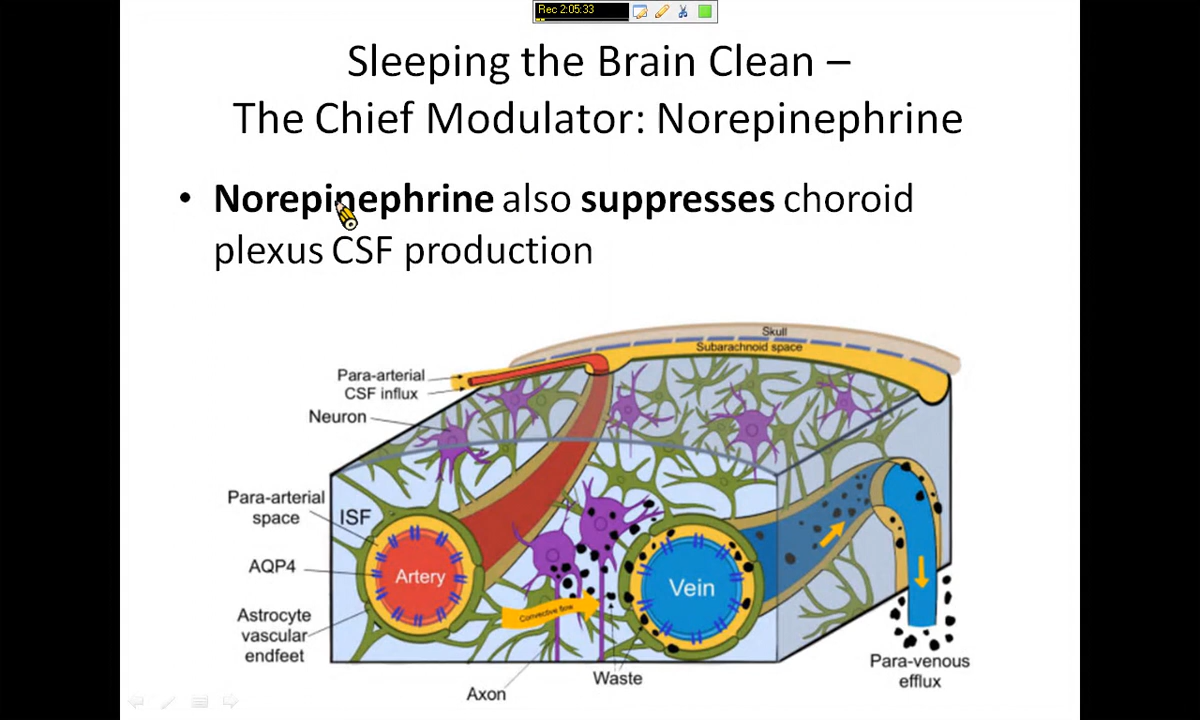 Rec 2:05:33
Sleeping the Brain Clean –
The Chief Modulator: Norepinephrine
• Norepinephrine also suppresses choroid
plexus CSF production
Skull
Subarachnoid space
Para-arterial
CSF influx
Neuron
Para-arterial
space
ISF
AQP4
Artery
Vein
Astrocyte
vascular
endfeet
Convective flow
Axon
Waste
Para-venous
efflux